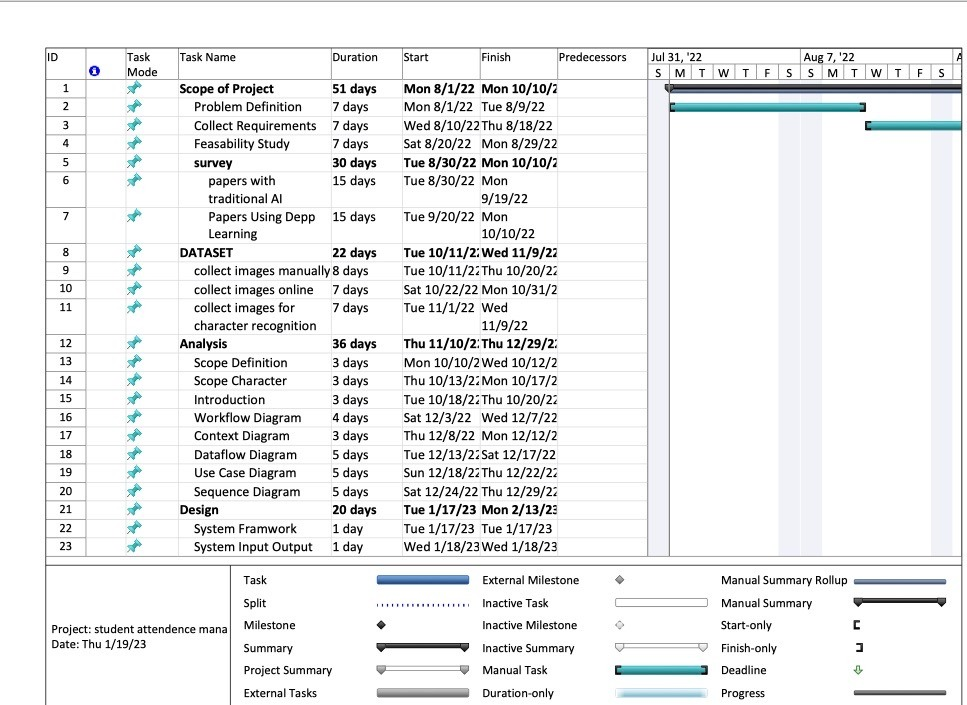 ID Task Mode Task Name Duration Start Finish Predecessors Jul 31, '22 Aug 7, '22 A
S M T W T F S S M T W T F S
1 Scope of Project 51 days Mon 8/1/22 Mon 10/10/2
2 Problem Definition 7 days Mon 8/1/22 Tue 8/9/22
3 Collect Requirements 7 days Wed 8/10/22 Thu 8/18/22
4 Feasability Study 7 days Sat 8/20/22 Mon 8/29/22
5 survey 30 days Tue 8/30/22 Mon 10/10/2
6 papers with traditional AI 15 days Tue 8/30/22 Mon 9/19/22
7 Papers Using Depp Learning 15 days Tue 9/20/22 Mon 10/10/22
8 DATASET 22 days Tue 10/11/22 Wed 11/9/22
9 collect images manually 8 days Tue 10/11/22 Thu 10/20/22
10 collect images online 7 days Sat 10/22/22 Mon 10/31/2
11 collect images for character recognition 7 days Tue 11/1/22 Wed 11/9/22
12 Analysis 36 days Thu 11/10/22 Thu 12/29/22
13 Scope Definition 3 days Mon 10/10/2 Wed 10/12/2
14 Scope Character 3 days Thu 10/13/22 Mon 10/17/2
15 Introduction 3 days Tue 10/18/22 Thu 10/20/22
16 Workflow Diagram 4 days Sat 12/3/22 Wed 12/7/22
17 Context Diagram 3 days Thu 12/8/22 Mon 12/12/2
18 Dataflow Diagram 5 days Tue 12/13/22 Sat 12/17/22
19 Use Case Diagram 5 days Sun 12/18/22 Thu 12/22/22
20 Sequence Diagram 5 days Sat 12/24/22 Thu 12/29/22
21 Design 20 days Tue 1/17/23 Mon 2/13/23
22 System Framwork 1 day Tue 1/17/23 Tue 1/17/23
23 System Input Output 1 day Wed 1/18/23 Wed 1/18/23
Project: student attendence mana
Date: Thu 1/19/23
Task External Milestone Manual Summary Rollup
Split Inactive Task Manual Summary
Milestone Inactive Milestone Start-only
Summary Inactive Summary Finish-only
Project Summary Manual Task Deadline
External Tasks Duration-only Progress